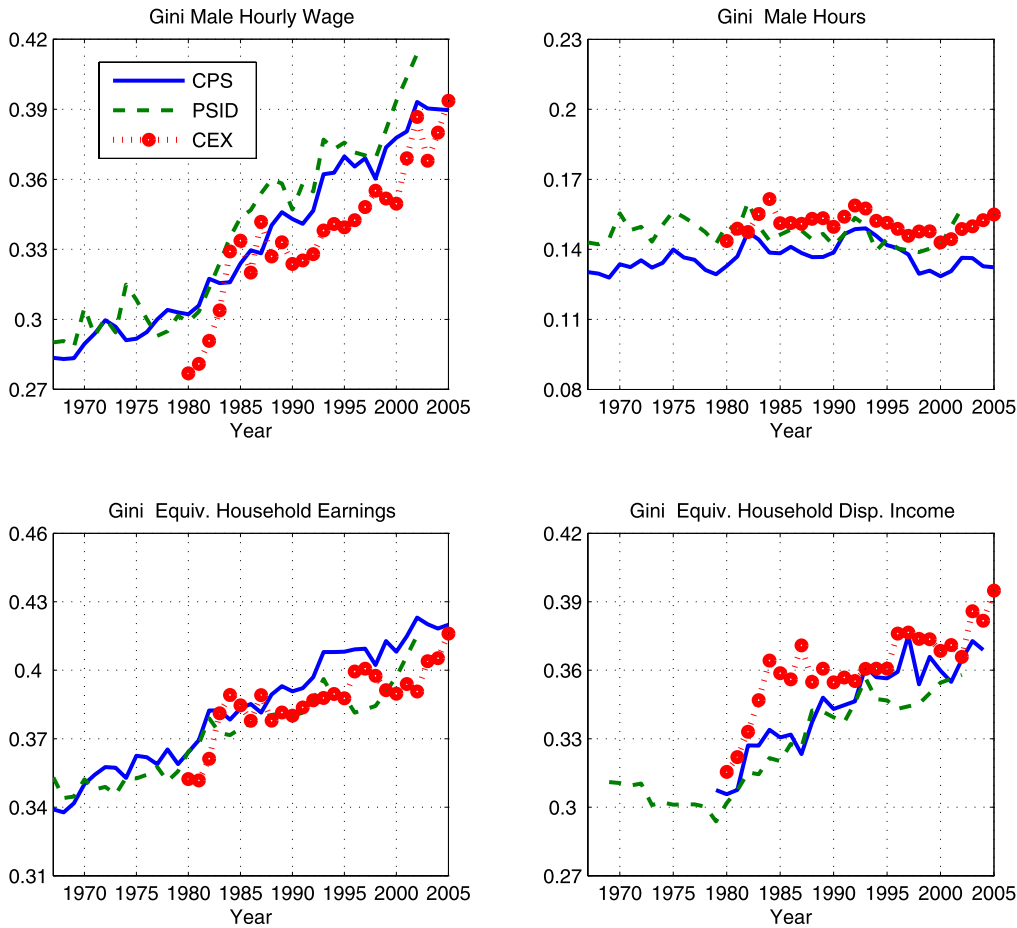 Gini Male Hourly Wage
0.42
0.39
0.36
0.33
0.3
0.27
CPS
PSID
CEX
1970 1975 1980 1985 1990 1995 2000 2005
Year
Gini Male Hours
0.23
0.2
0.17
0.14
0.11
0.08
1970 1975 1980 1985 1990 1995 2000 2005
Year
Gini Equiv. Household Earnings
0.46
0.43
0.4
0.37
0.34
0.31
1970 1975 1980 1985 1990 1995 2000 2005
Year
Gini Equiv. Household Disp. Income
0.42
0.39
0.36
0.33
0.3
0.27
1970 1975 1980 1985 1990 1995 2000 2005
Year